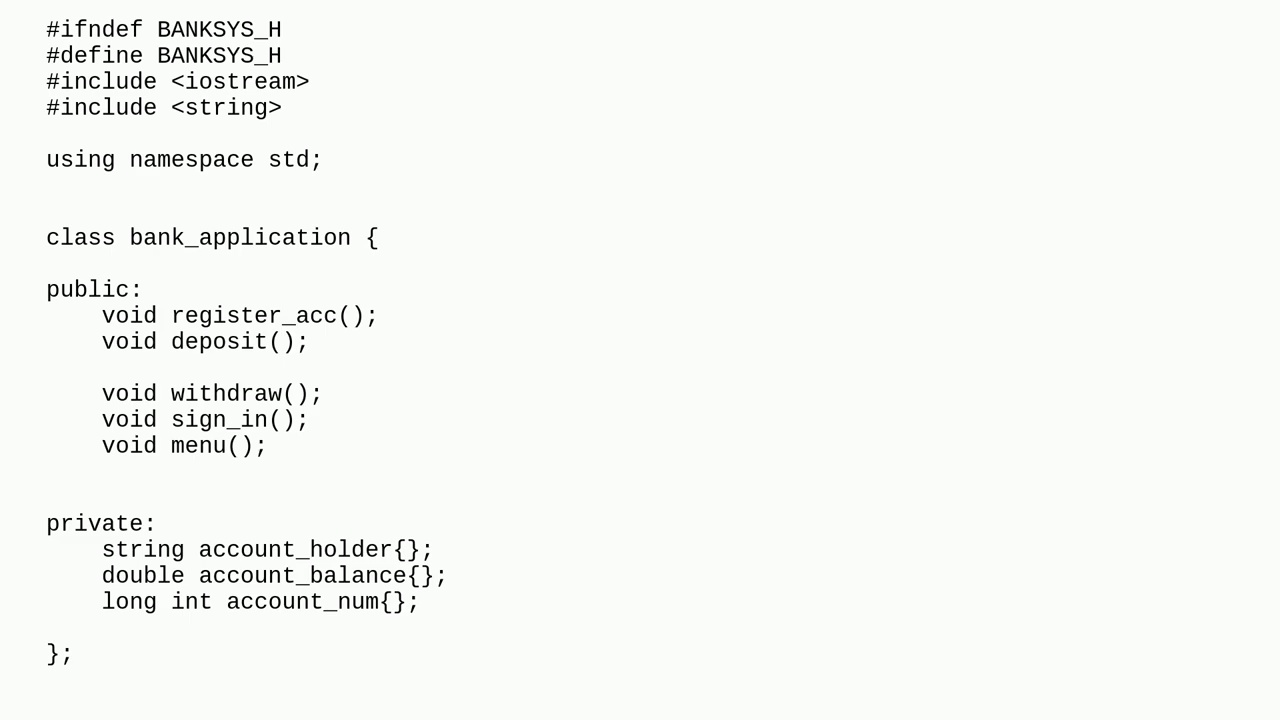 #ifndef BANKSYS_H
#define BANKSYS_H
#include <iostream>
#include <string>

using namespace std;


class bank_application {

public:
    void register_acc();
    void deposit();

    void withdraw();
    void sign_in();
    void menu();


private:
    string account_holder{};
    double account_balance{};
    long int account_num{};

};